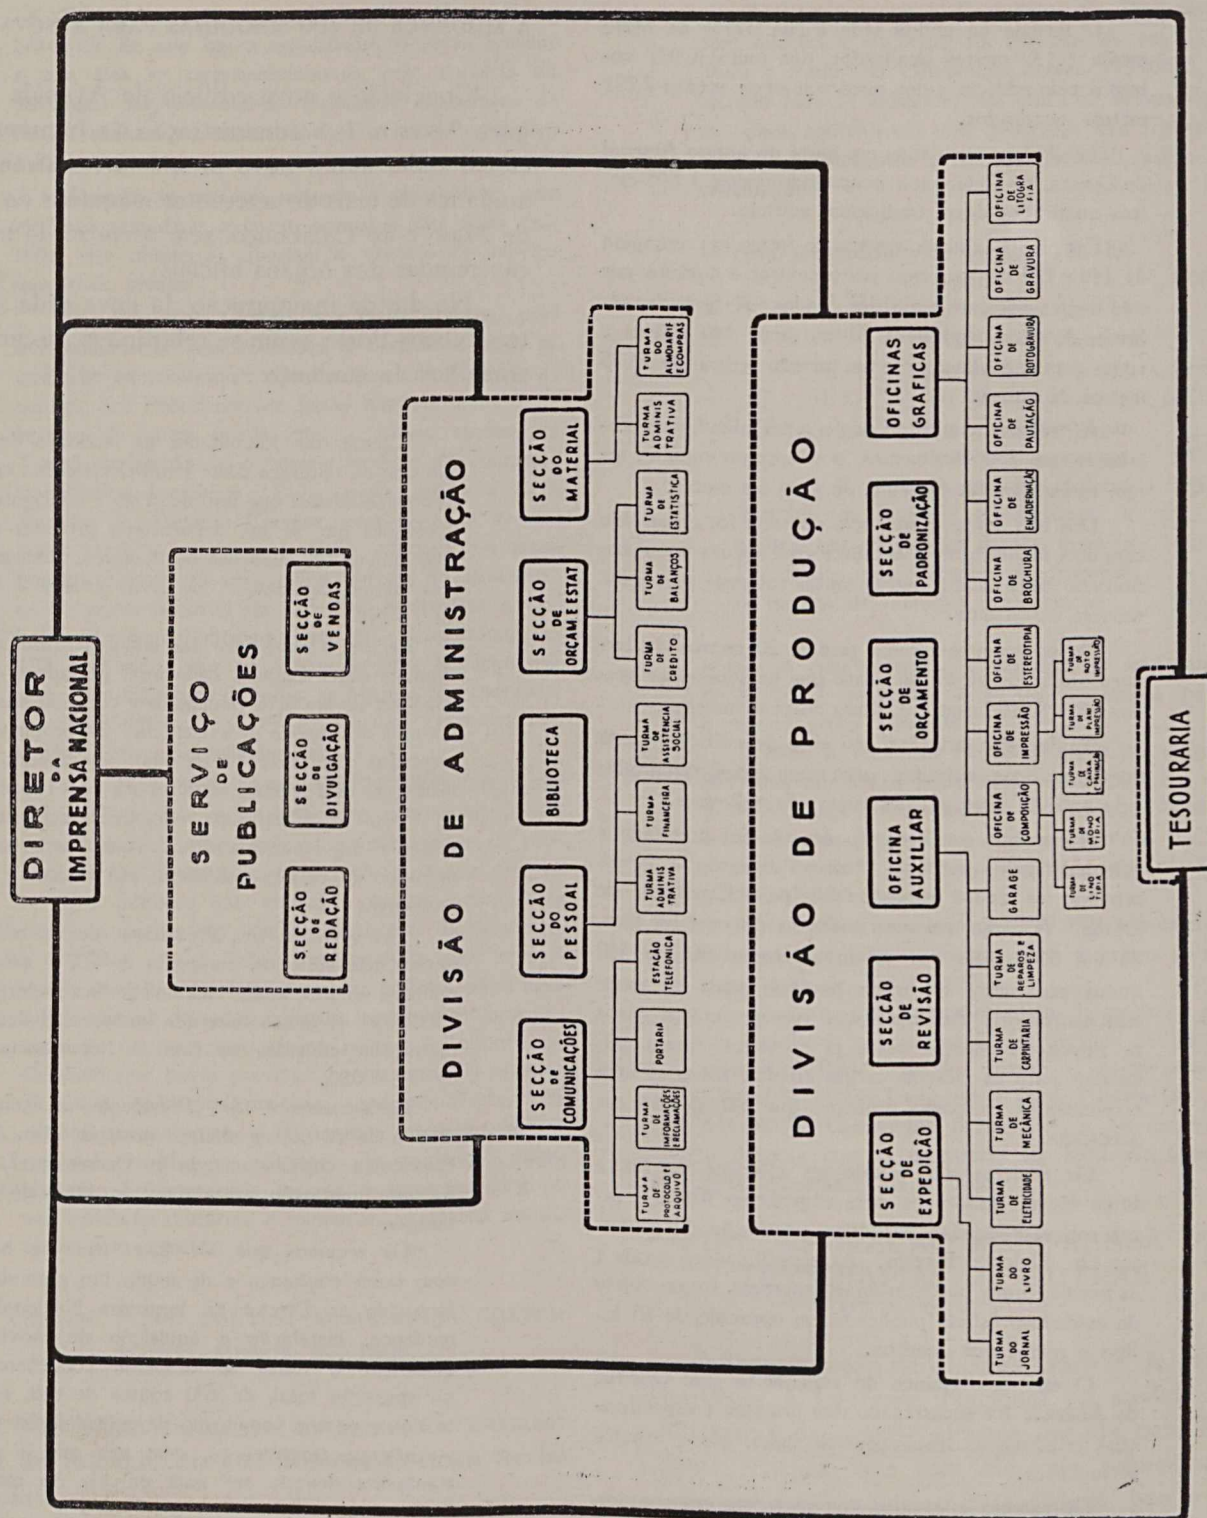 DIRETOR
DA
IMPRENSA NACIONAL
SERVIÇO
DE
PUBLICAÇÕES
SECÇÃO
DE
REDAÇÃO
SECÇÃO
DE
DIVULGAÇÃO
SECÇÃO
DE
VENDAS
DIVISÃO DE ADMINISTRAÇÃO
SECÇÃO
DE
COMUNICAÇÕES
SECÇÃO
DO
PESSOAL
BIBLIOTECA
SECÇÃO
DE
ORÇAM. E ESTAT
SECÇÃO
DO
MATERIAL
TURMA
DE
PROTOCOLO E
ARQUIVO
TURMA
DE
IMFORMAÇÕES
E RECLAMAÇÕES
PORTARIA
ESTAÇÃO
TELEFONICA
TURMA
ADMINIS
TRATIVA
TURMA
FINANCEIRA
TURMA
DE
ASSISTENCIA
SOCIAL
TURMA
DE
CREDITO
TURMA
DE
BALANÇOS
TURMA
DE
ESTATISTICA
TURMA
ADMINIS
TRATIVA
TURMA
DO
ALMOXARIF
E COMPRAS
DIVISÃO DE PRODUÇÃO
SECÇÃO
DE
EXPEDIÇÃO
SECÇÃO
DE
REVISÃO
OFICINA
AUXILIAR
SECÇÃO
DE
ORÇAMENTO
SECÇÃO
DE
PADRONIZAÇÃO
OFICINAS
GRAFICAS
TURMA
DO
JORNAL
TURMA
DO
LIVRO
TURMA
DE
ELETRICIDADE
TURMA
DE
MECÂNICA
TURMA
DE
CARPINTARIA
TURMA
DE
REPAROS E
LIMPEZA
GARAGE
OFICINA
DE
COMPOSIÇÃO
OFICINA
DE
IMPRESSÃO
OFICINA
DE
ESTEREOTIPIA
OFICINA
DE
BROCHURA
OFICINA
DE
ENCADERNAÇÃO
OFICINA
DE
PAUTAÇÃO
OFICINA
DE
ROTOGRAVURA
OFICINA
DE
GRAVURA
OFICINA
DE
LITOGRA
FIA
TURMA
DE
LINO
TIPIA
TURMA
DE
MONO
TIPIA
TURMA
DE
CAIXA
TURMA
DE
PLANI
IMPRESSÃO
TURMA
DE
ROTO
IMPRESSÃO
TESOURARIA